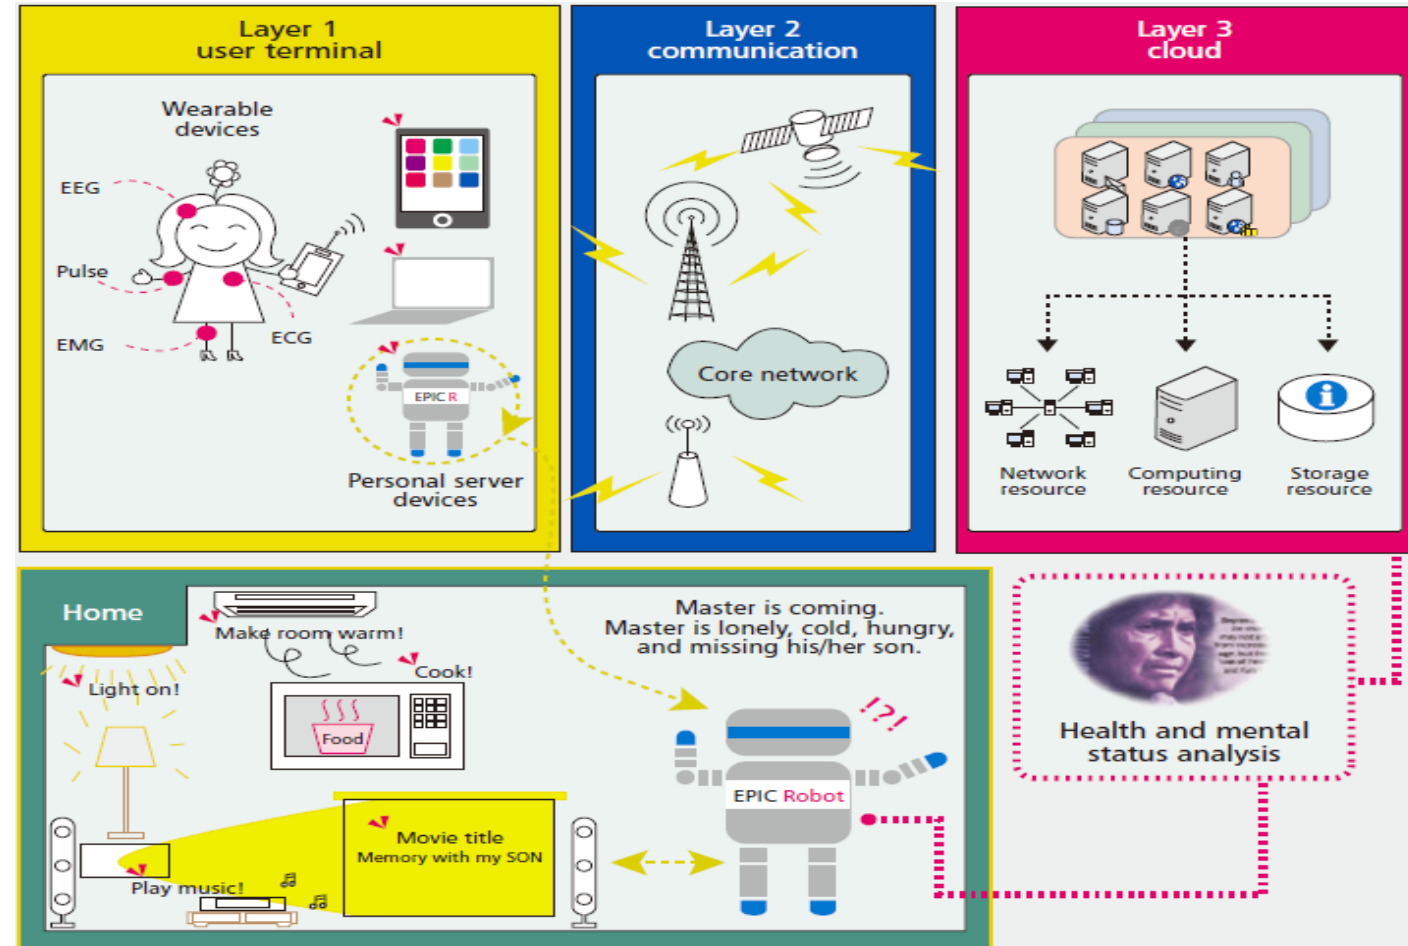 Layer 1
user terminal
Wearable
devices
EEG
Pulse
EMG
ECG
EPIC R
Personal server
devices
Layer 2
communication
Core network
Layer 3
cloud
Network
resource
Computing
resource
Storage
resource
Home
Make room warm!
Cook!
Light on!
Food
Movie title
Memory with my SON
Play music!
Master is coming.
Master is lonely, cold, hungry,
and missing his/her son.
!?!
EPIC Robot
Health and mental
status analysis